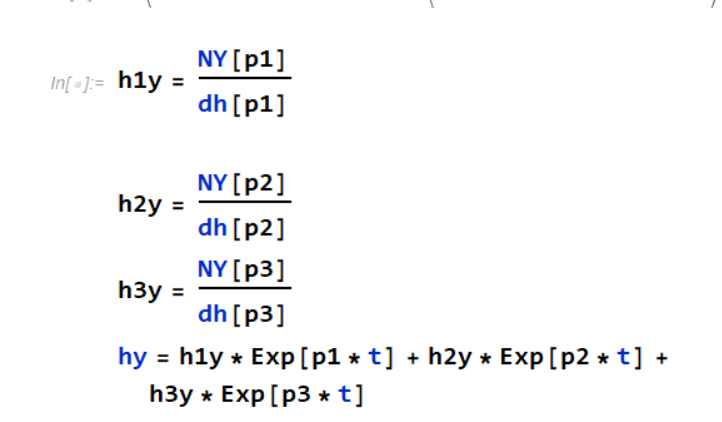 In[∘]:= h1y = NY[p1]
dh[p1]
h2y = NY[p2]
dh[p2]
h3y = NY[p3]
dh[p3]
hy = h1y * Exp[p1 * t] + h2y * Exp[p2 * t] +
h3y * Exp[p3 * t]